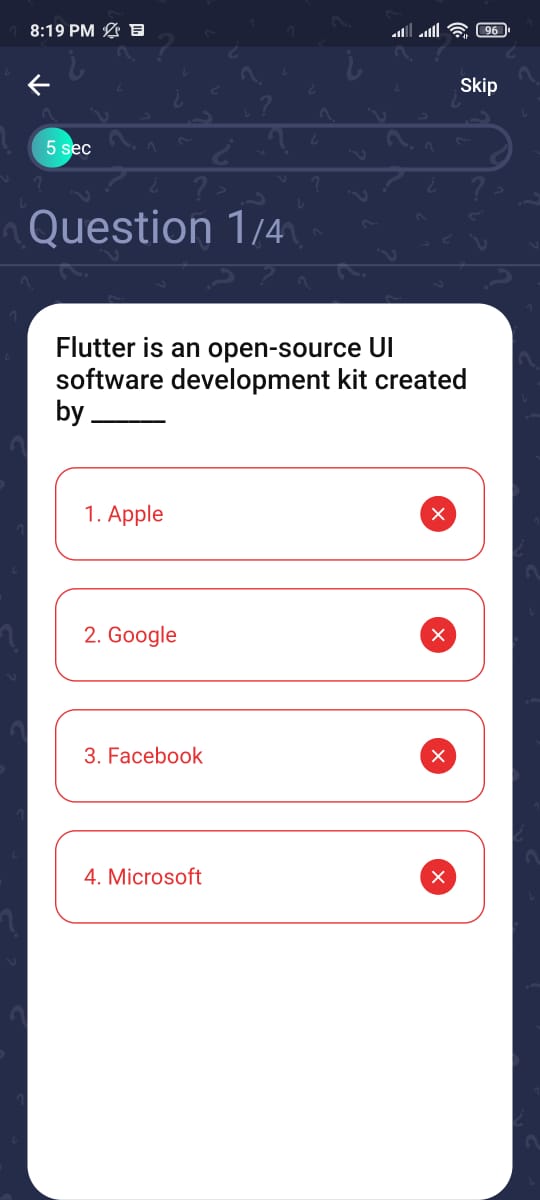 8:19 PM 96
Skip
5 sec
Question 1/4
Flutter is an open-source UI
software development kit created
by ______
1. Apple
2. Google
3. Facebook
4. Microsoft